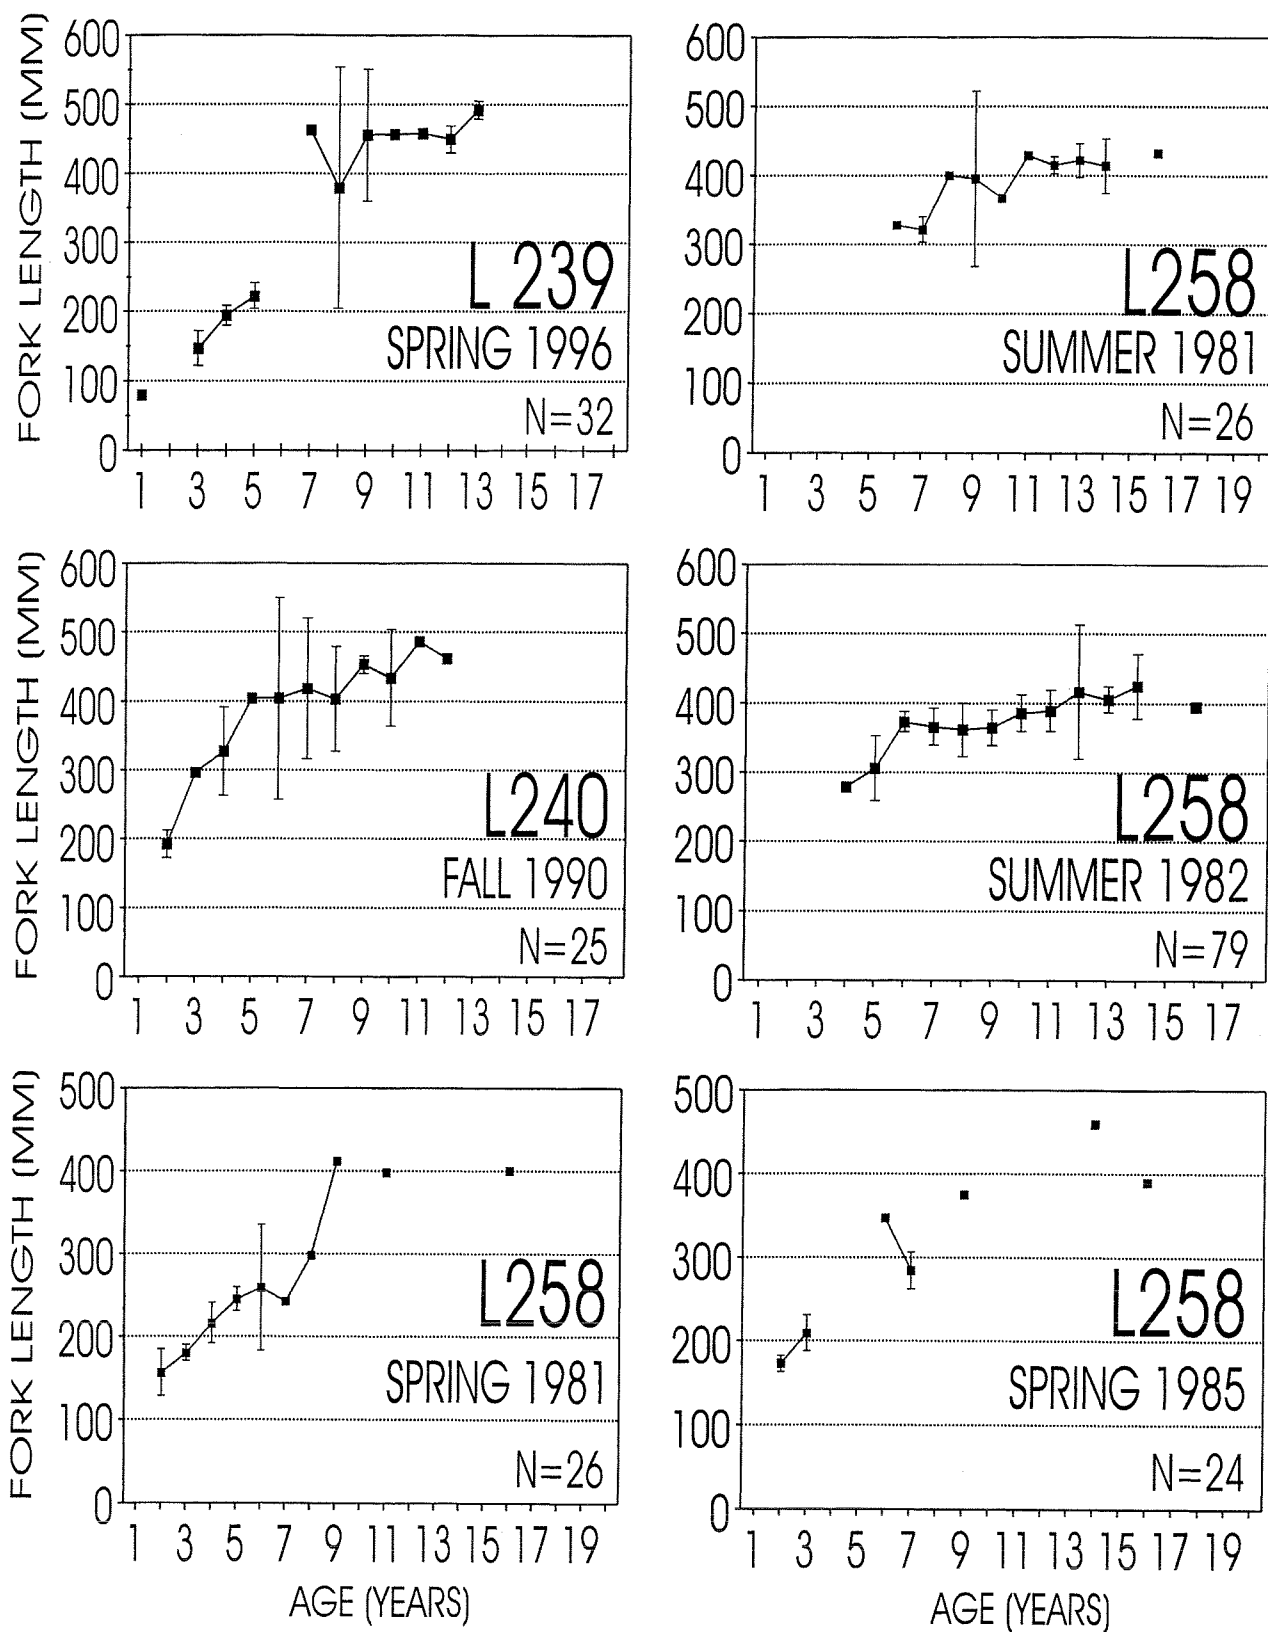 FORK LENGTH (MM)
600
500
400
300
200
100
0
L 239
SPRING 1996
N=32
1 3 5 7 9 11 13 15 17
600
500
400
300
200
100
0
L258
SUMMER 1981
N=26
1 3 5 7 9 11 13 15 17 19
FORK LENGTH (MM)
600
500
400
300
200
100
0
L240
FALL 1990
N=25
1 3 5 7 9 11 13 15 17
600
500
400
300
200
100
0
L258
SUMMER 1982
N=79
1 3 5 7 9 11 13 15 17
FORK LENGTH (MM)
500
400
300
200
100
0
L258
SPRING 1981
N=26
1 3 5 7 9 11 13 15 17 19
AGE (YEARS)
500
400
300
200
100
0
L258
SPRING 1985
N=24
1 3 5 7 9 11 13 15 17 19
AGE (YEARS)